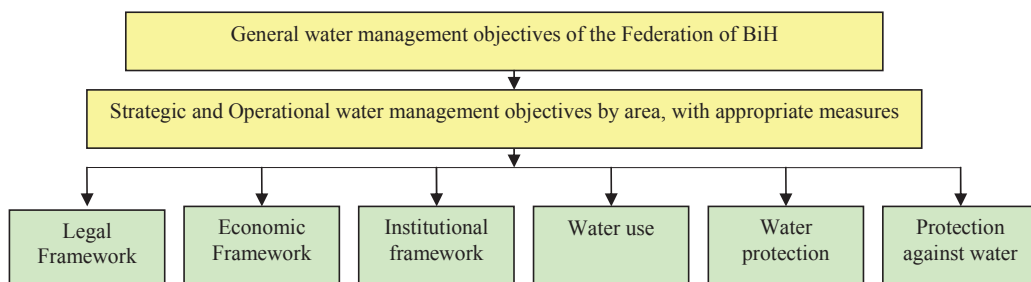 General water management objectives of the Federation of BiH
Strategic and Operational water management objectives by area, with appropriate measures
Legal
Framework
Economic
Framework
Institutional
framework
Water use
Water
protection
Protection
against water